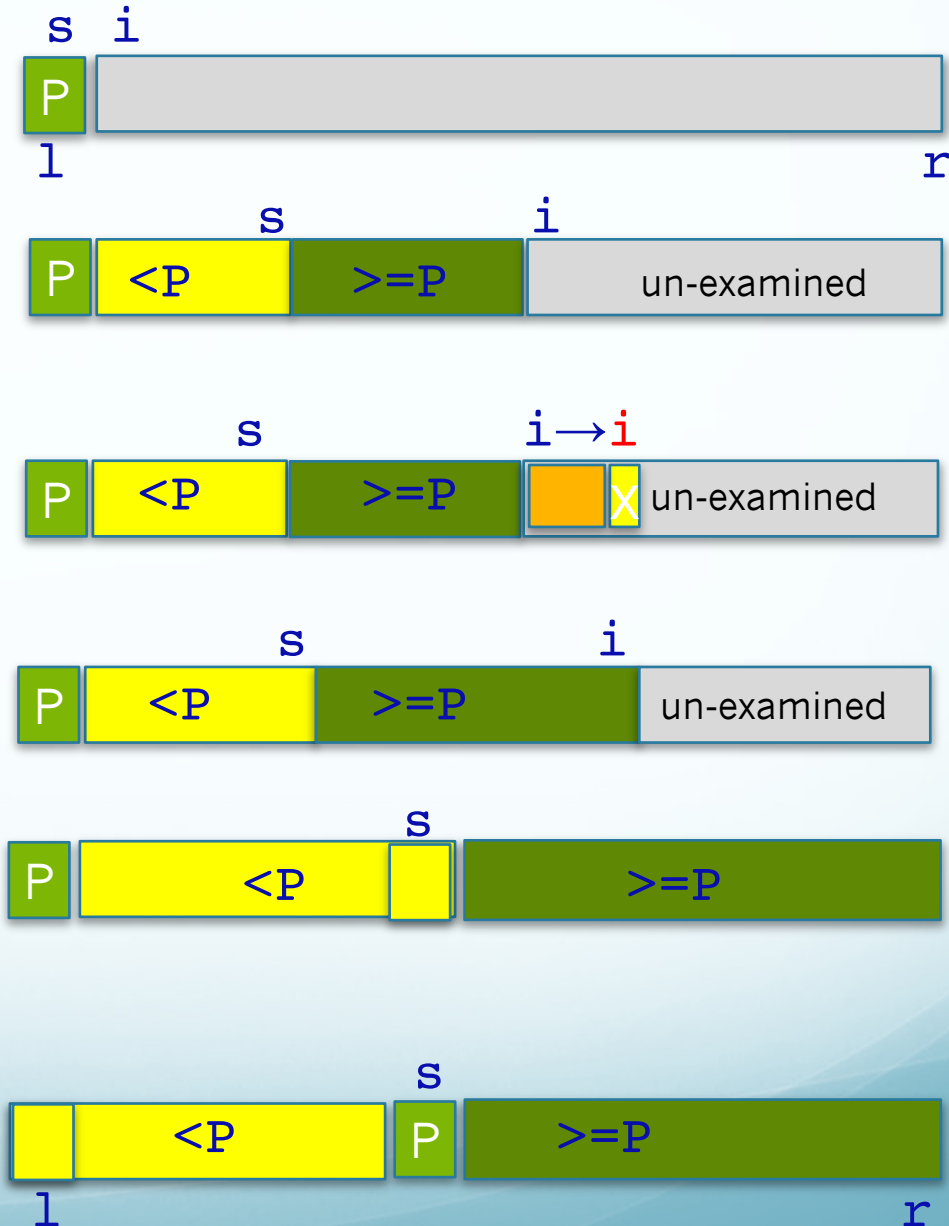 s i
P
l r
s i
P <P >=P un-examined
s i→i
P <P >=P X un-examined
s i
P <P >=P un-examined
s
P <P >=P
s
<P P >=P
l r